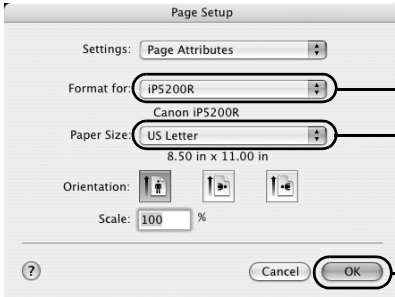 Page Setup
Settings: Page Attributes
Format for: iP5200R
Canon iP5200R
Paper Size: US Letter
8.50 in x 11.00 in
Orientation:
Scale: 100 %
? Cancel OK